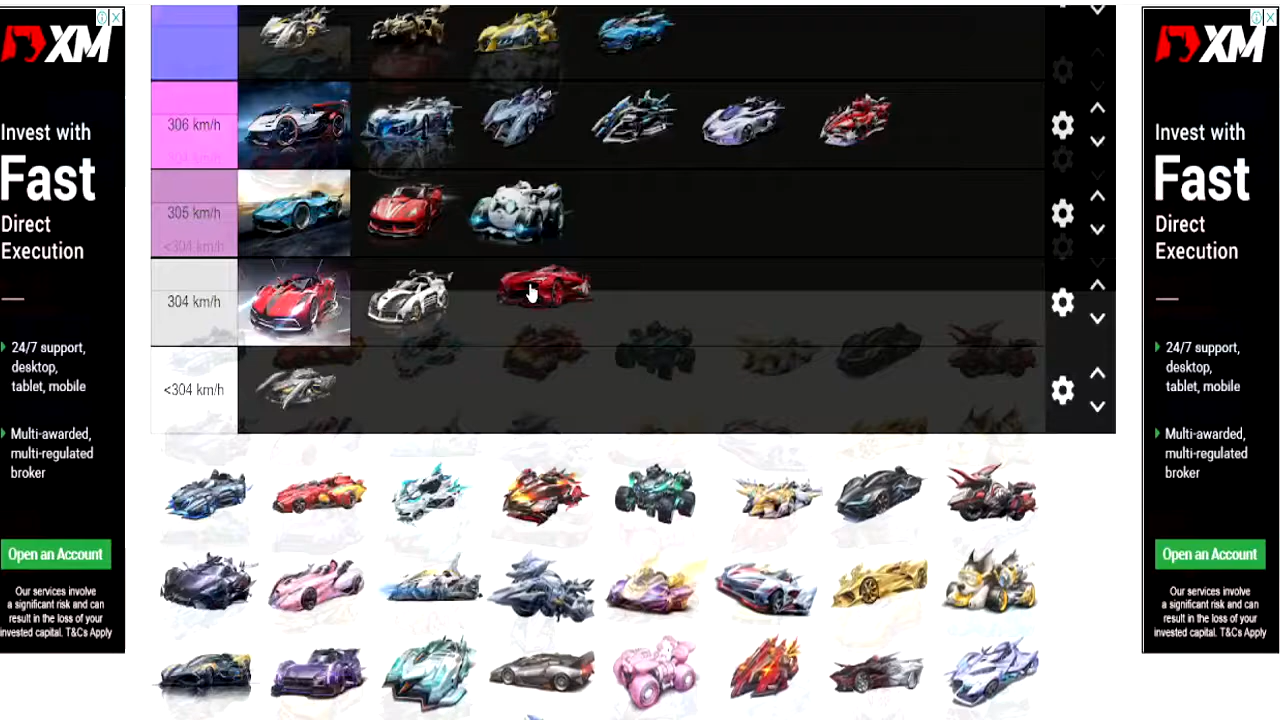 XM
Invest with
Fast
Direct
Execution
24/7 support,
desktop,
tablet, mobile
Multi-awarded,
multi-regulated
broker
Open an Account
Our services involve
a significant risk and can
result in the loss of your
invested capital. T&Cs Apply
306 km/h
305 km/h
<304 km/h
304 km/h
<304 km/h
XM
Invest with
Fast
Direct
Execution
24/7 support,
desktop,
tablet, mobile
Multi-awarded,
multi-regulated
broker
Open an Account
Our services involve
a significant risk and can
result in the loss of your
invested capital. T&Cs Apply